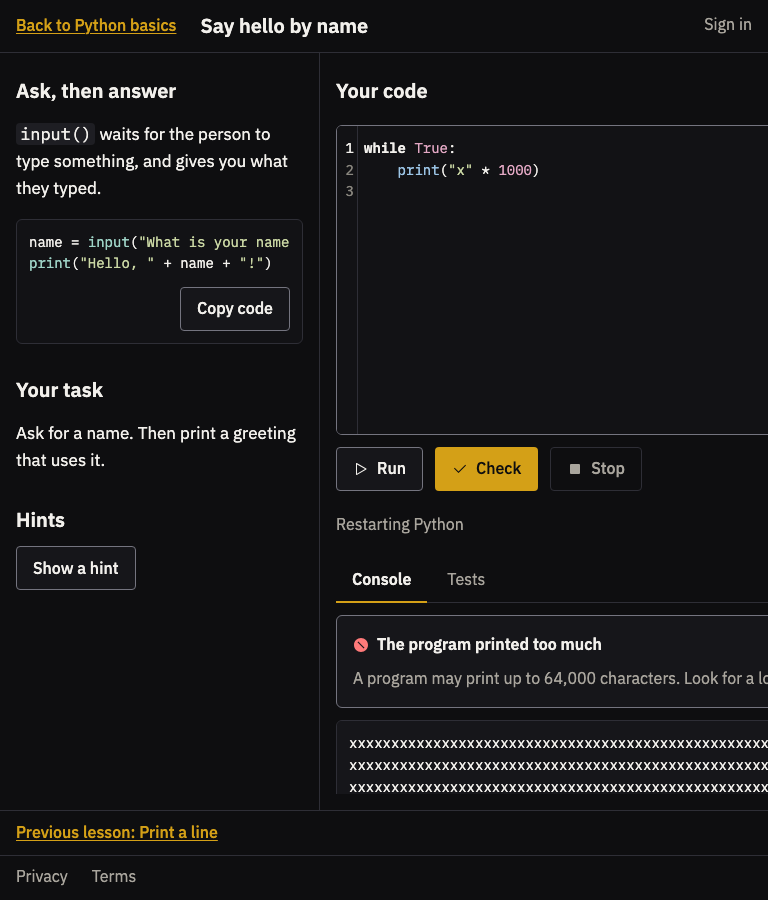 Back to Python basics
Say hello by name
Sign in
Ask, then answer
input() waits for the person to
type something, and gives you what
they typed.
name = input("What is your name
print("Hello, " + name + "!")
Copy code
Your task
Ask for a name. Then print a greeting
that uses it.
Hints
Show a hint
Your code
1 while True:
2     print("x" * 1000)
3
Run
Check
Stop
Restarting Python
Console
Tests
The program printed too much
A program may print up to 64,000 characters. Look for a lo
xxxxxxxxxxxxxxxxxxxxxxxxxxxxxxxxxxxxxxxxxxxxxxxxxx
xxxxxxxxxxxxxxxxxxxxxxxxxxxxxxxxxxxxxxxxxxxxxxxxxx
xxxxxxxxxxxxxxxxxxxxxxxxxxxxxxxxxxxxxxxxxxxxxxxxxx
Previous lesson: Print a line
Privacy
Terms